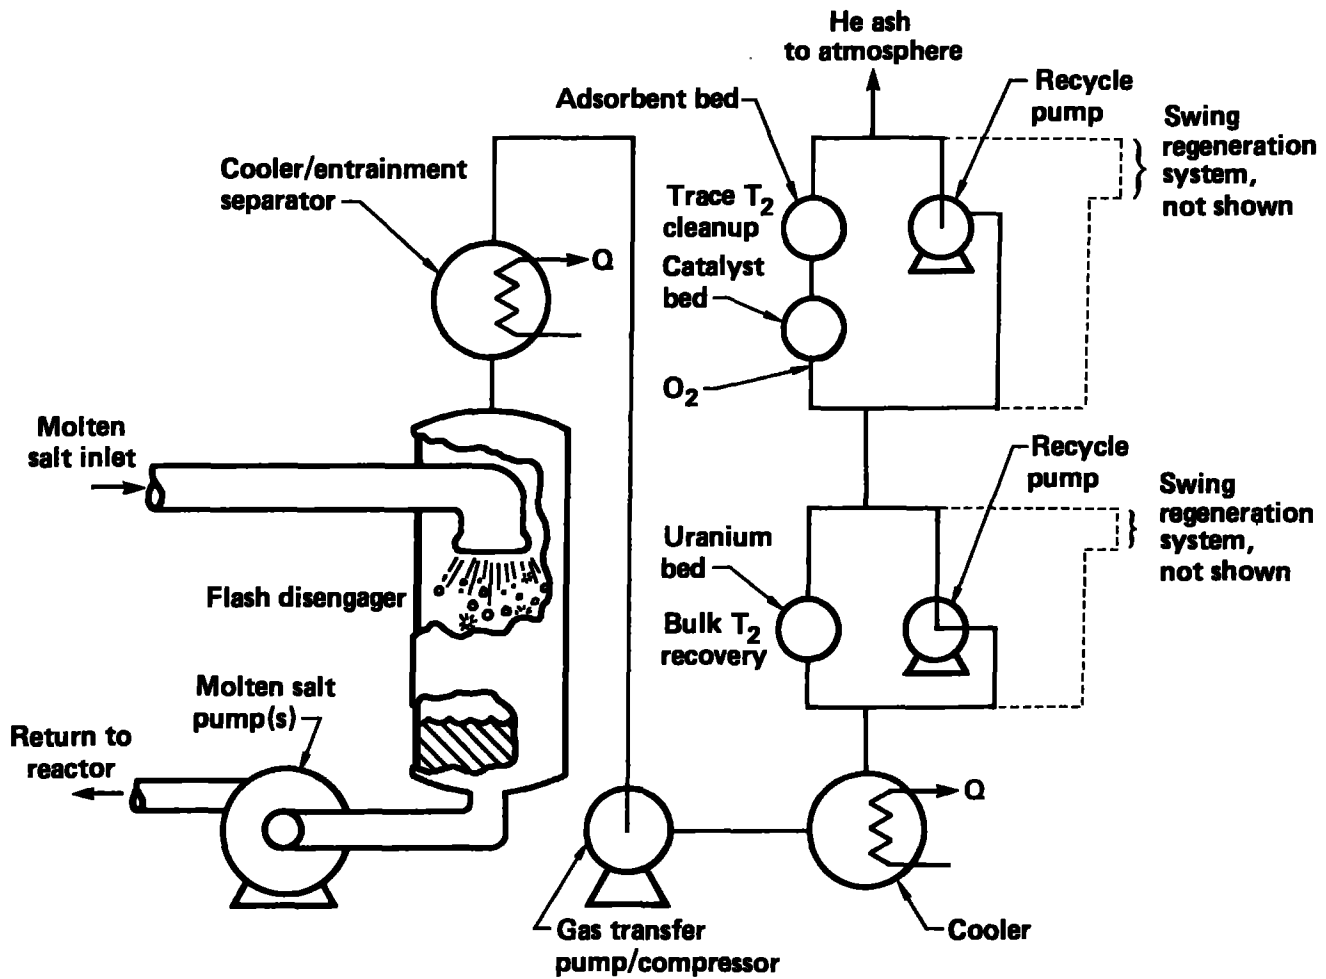 He ash
to atmosphere
Adsorbent bed
Recycle
pump
Swing
regeneration
system,
not shown
Cooler/entrainment
separator
Trace T2
cleanup
Q
Catalyst
bed
O2
Molten
salt inlet
Recycle
pump
Swing
regeneration
system,
not shown
Uranium
bed
Flash disengager
Bulk T2
recovery
Molten salt
pump(s)
Return to
reactor
Q
Gas transfer
pump/compressor
Cooler